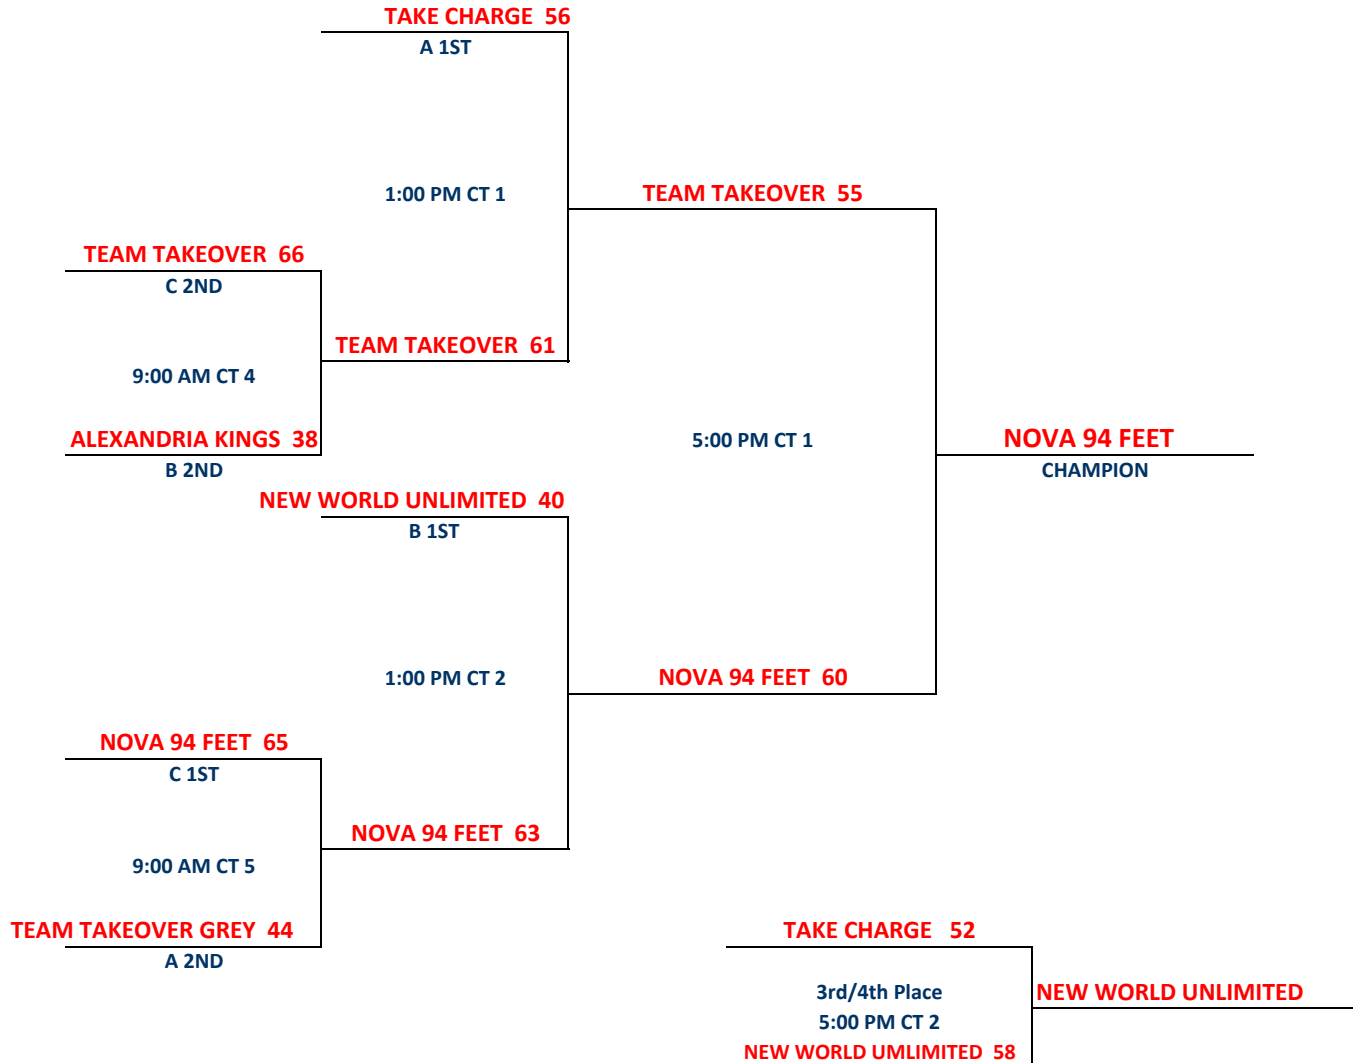 TAKE CHARGE 56
A 1ST
1:00 PM CT 1
TEAM TAKEOVER 55
TEAM TAKEOVER 66
C 2ND
TEAM TAKEOVER 61
9:00 AM CT 4
ALEXANDRIA KINGS 38
B 2ND
5:00 PM CT 1
NOVA 94 FEET
CHAMPION
NEW WORLD UNLIMITED 40
B 1ST
1:00 PM CT 2
NOVA 94 FEET 60
NOVA 94 FEET 65
C 1ST
NOVA 94 FEET 63
9:00 AM CT 5
TEAM TAKEOVER GREY 44
A 2ND
TAKE CHARGE 52
3rd/4th Place
5:00 PM CT 2
NEW WORLD UNLIMITED
NEW WORLD UMLIMITED 58